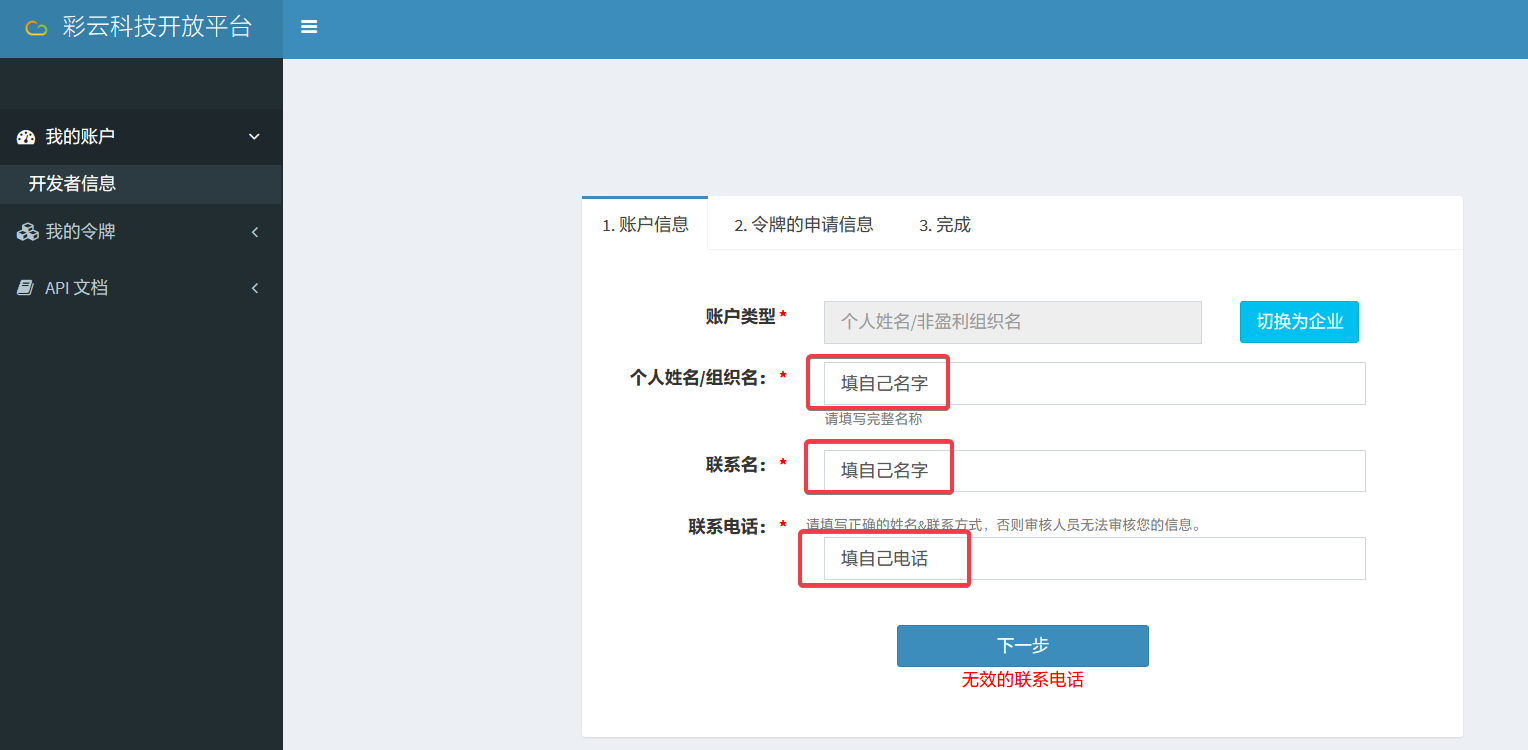 彩云科技开放平台
我的账户
开发者信息
我的令牌
API 文档
1. 账户信息
2. 令牌的申请信息
3. 完成
账户类型*
个人姓名/非盈利组织名
切换为企业
个人姓名/组织名： *
填自己名字
请填写完整名称
联系名： *
填自己名字
联系电话： *
请填写正确的姓名&联系方式，否则审核人员无法审核您的信息。
填自己电话
下一步
无效的联系电话